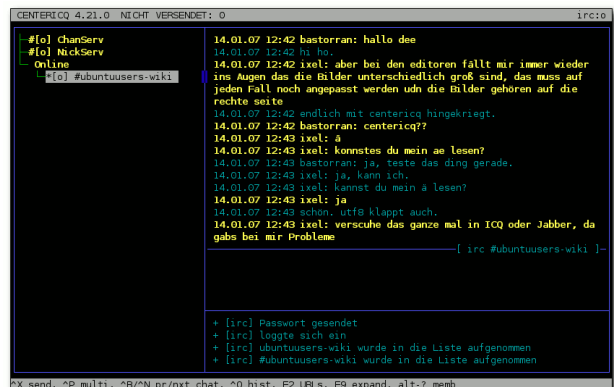 CENTERICQ 4.21.0 NICHT VERSENDET: 0 irc:o
#[o] ChanServ
#[o] NickServ
Online
*[o] #ubuntuusers-wiki
14.01.07 12:42 bastorran: hallo dee
14.01.07 12:42 hi ho.
14.01.07 12:42 ixel: aber bei den editoren fällt mir immer wieder
ins Augen das die Bilder unterschiedlich groß sind, das muss auf
jeden Fall noch angepasst werden udn die Bilder gehören auf die
rechte seite
14.01.07 12:42 endlich mit centericq hingekriegt.
14.01.07 12:42 bastorran: centericq??
14.01.07 12:43 ixel: ä
14.01.07 12:43 ixel: konnstes du mein ae lesen?
14.01.07 12:43 bastorran: ja, teste das ding gerade.
14.01.07 12:43 ixel: ja, kann ich.
14.01.07 12:43 ixel: kannst du mein ä lesen?
14.01.07 12:43 ixel: ja
14.01.07 12:43 schön. utf8 klappt auch.
14.01.07 12:43 ixel: verscuhe das ganze mal in ICQ oder Jabber, da
gabs bei mir Probleme
[ irc #ubuntuusers-wiki ]
+ [irc] Passwort gesendet
+ [irc] loggte sich ein
+ [irc] ubuntuusers-wiki wurde in die Liste aufgenommen
+ [irc] #ubuntuusers-wiki wurde in die Liste aufgenommen
^X send, ^P multi, ^B/^N pr/nxt chat, ^O hist, F2 URLs, F9 expand, alt-? memb